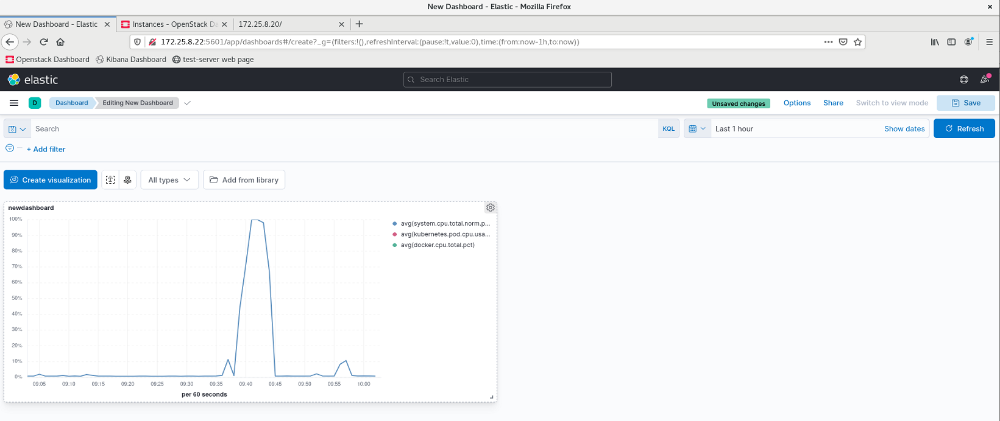 New Dashboard - Elastic - Mozilla Firefox
New Dashboard - Elastic
Instances - OpenStack Da
172.25.8.20/
172.25.8.22:5601/app/dashboards#/create?_g=(filters:!(),refreshInterval:(pause:!t,value:0),time:(from:now-1h,to:now))
Openstack Dashboard
Kibana Dashboard
test-server web page
elastic
Search Elastic
D
Dashboard
Editing New Dashboard
Unsaved changes
Options
Share
Switch to view mode
Save
Search
KQL
Last 1 hour
Show dates
Refresh
+ Add filter
Create visualization
T
All types
Add from library
newdashboard
100%
90%
80%
70%
60%
50%
40%
30%
20%
10%
0%
09:05 09:10 09:15 09:20 09:25 09:30 09:35 09:40 09:45 09:50 09:55 10:00
per 60 seconds
avg(system.cpu.total.norm.p...
avg(kubernetes.pod.cpu.usa...
avg(docker.cpu.total.pct)